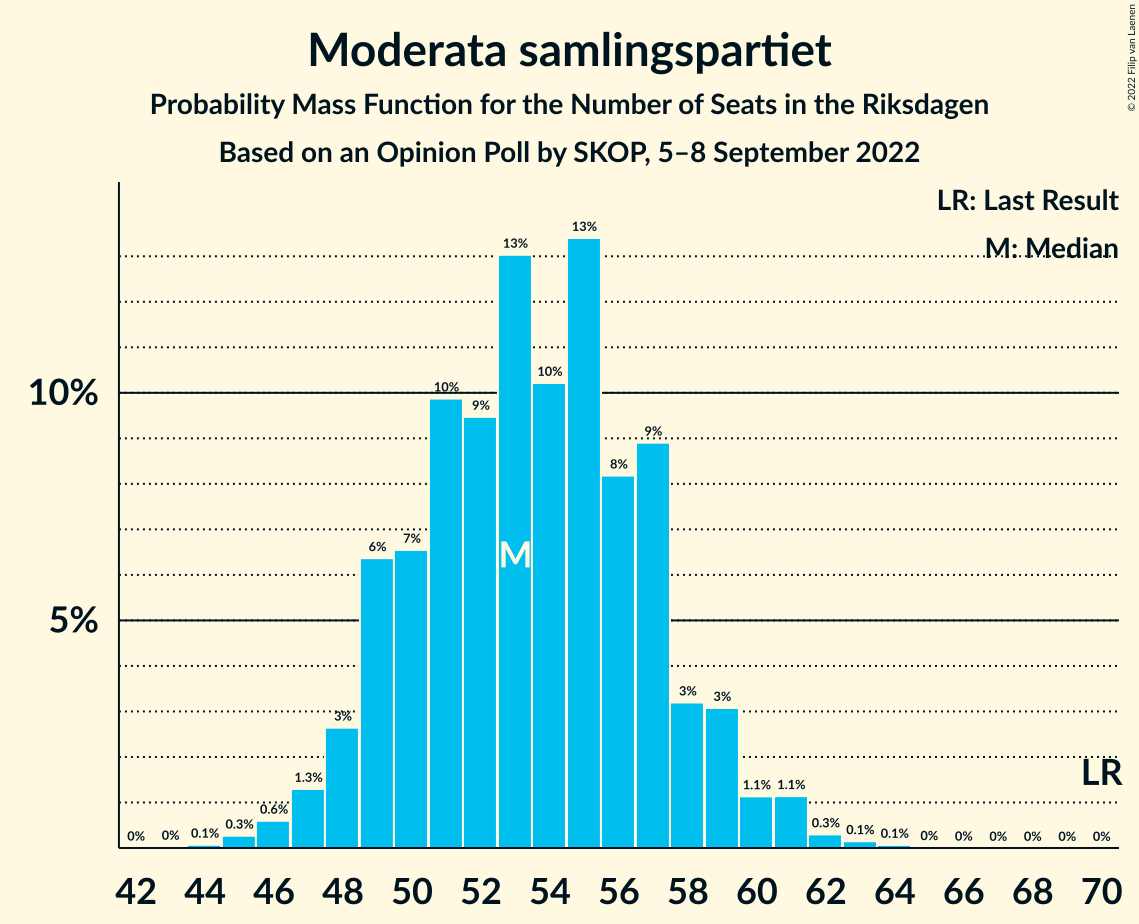 Moderata samlingspartiet
Probability Mass Function for the Number of Seats in the Riksdagen
Based on an Opinion Poll by SKOP, 5–8 September 2022
© 2022 Filip van Laenen
LR: Last Result
M: Median
10%
5%
0% 0% 0.1% 0.3% 0.6% 1.3% 3% 6% 7% 10% 9% 13% 10% 13% 8% 9% 3% 3% 1.1% 1.1% 0.3% 0.1% 0.1% 0% 0% 0% 0% 0% 0%
M
LR
42 44 46 48 50 52 54 56 58 60 62 64 66 68 70